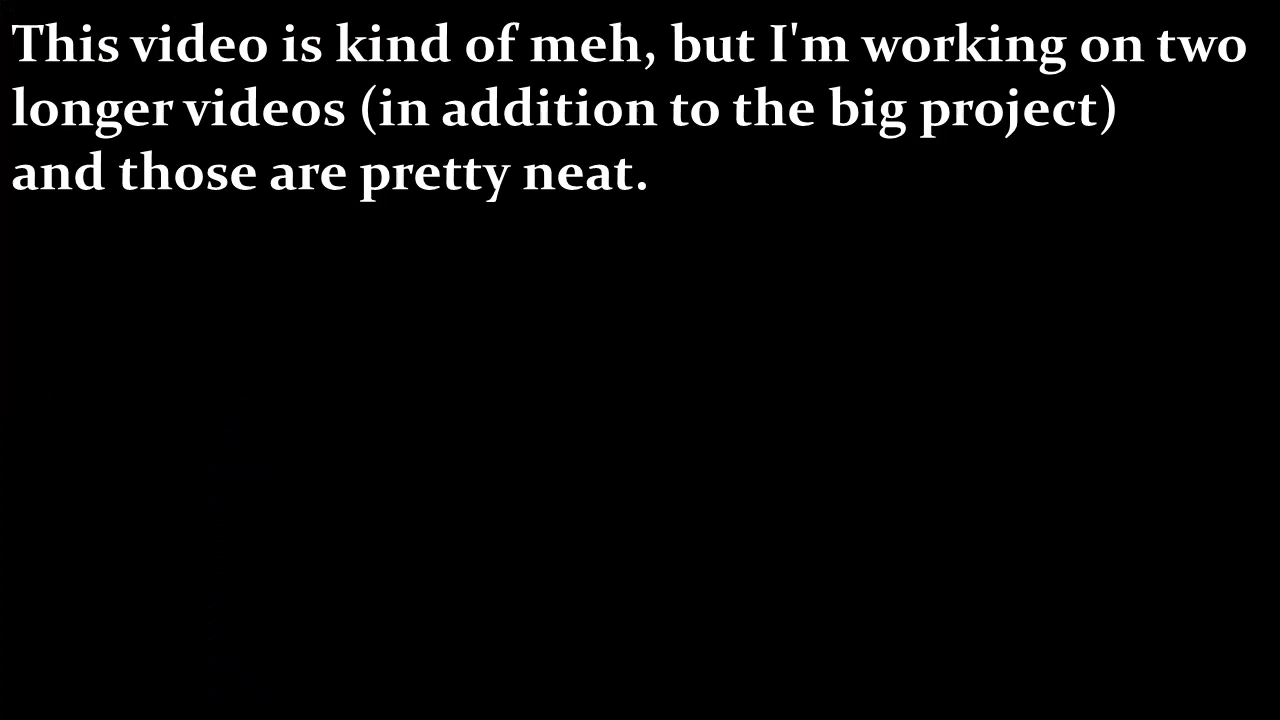 This video is kind of meh, but I'm working on two
longer videos (in addition to the big project)
and those are pretty neat.